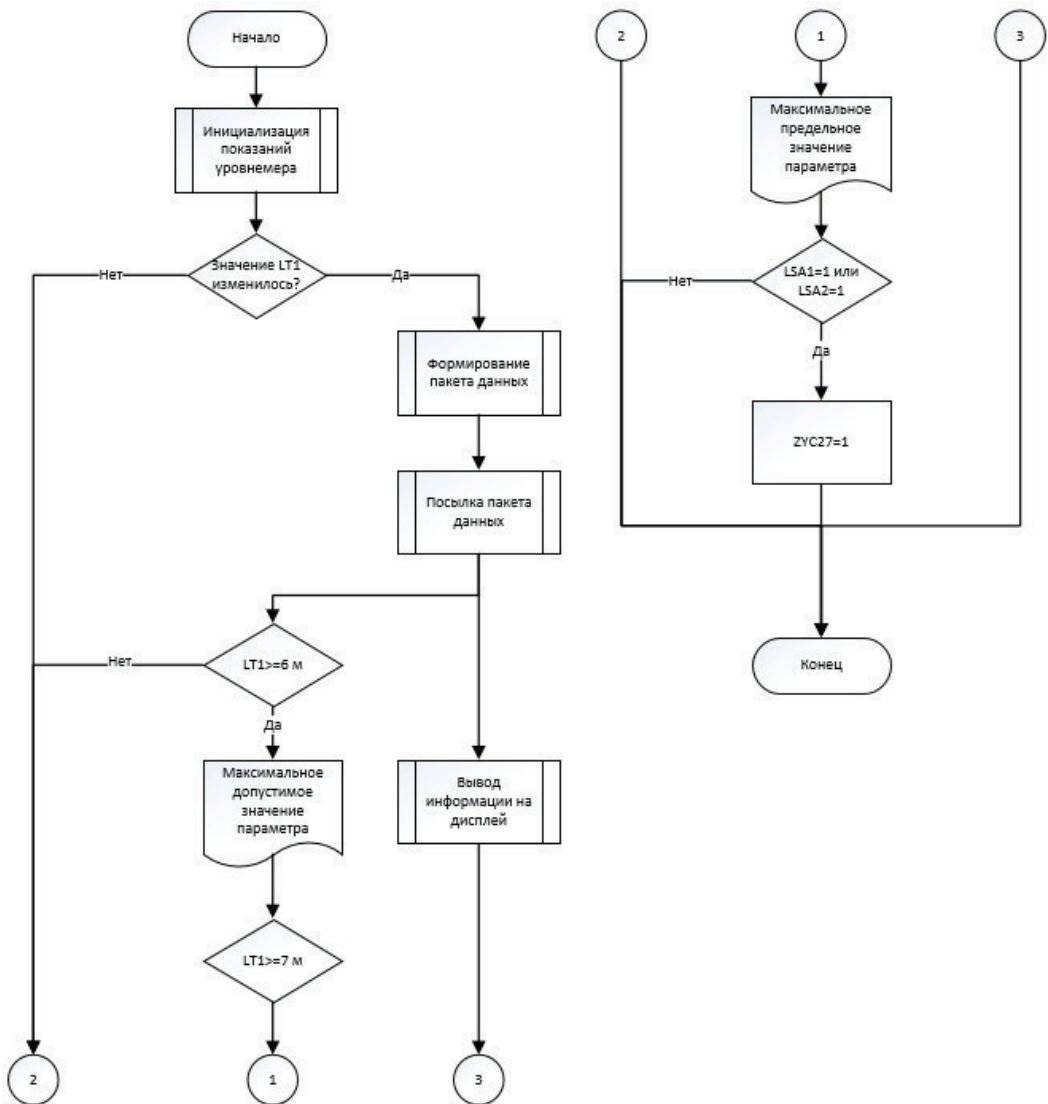 Начало
Инициализация
показаний
уровнемера
Значение LT1
изменилось?
Нет
Да
Формирование
пакета данных
Посылка пакета
данных
LT1>=6 м
Нет
Да
Максимальное
допустимое
значение
параметра
Вывод
информации на
дисплей
LT1>=7 м
2
1
3
2
1
3
Максимальное
предельное
значение
параметра
LSA1=1 или
LSA2=1
Нет
Да
ZYC27=1
Конец